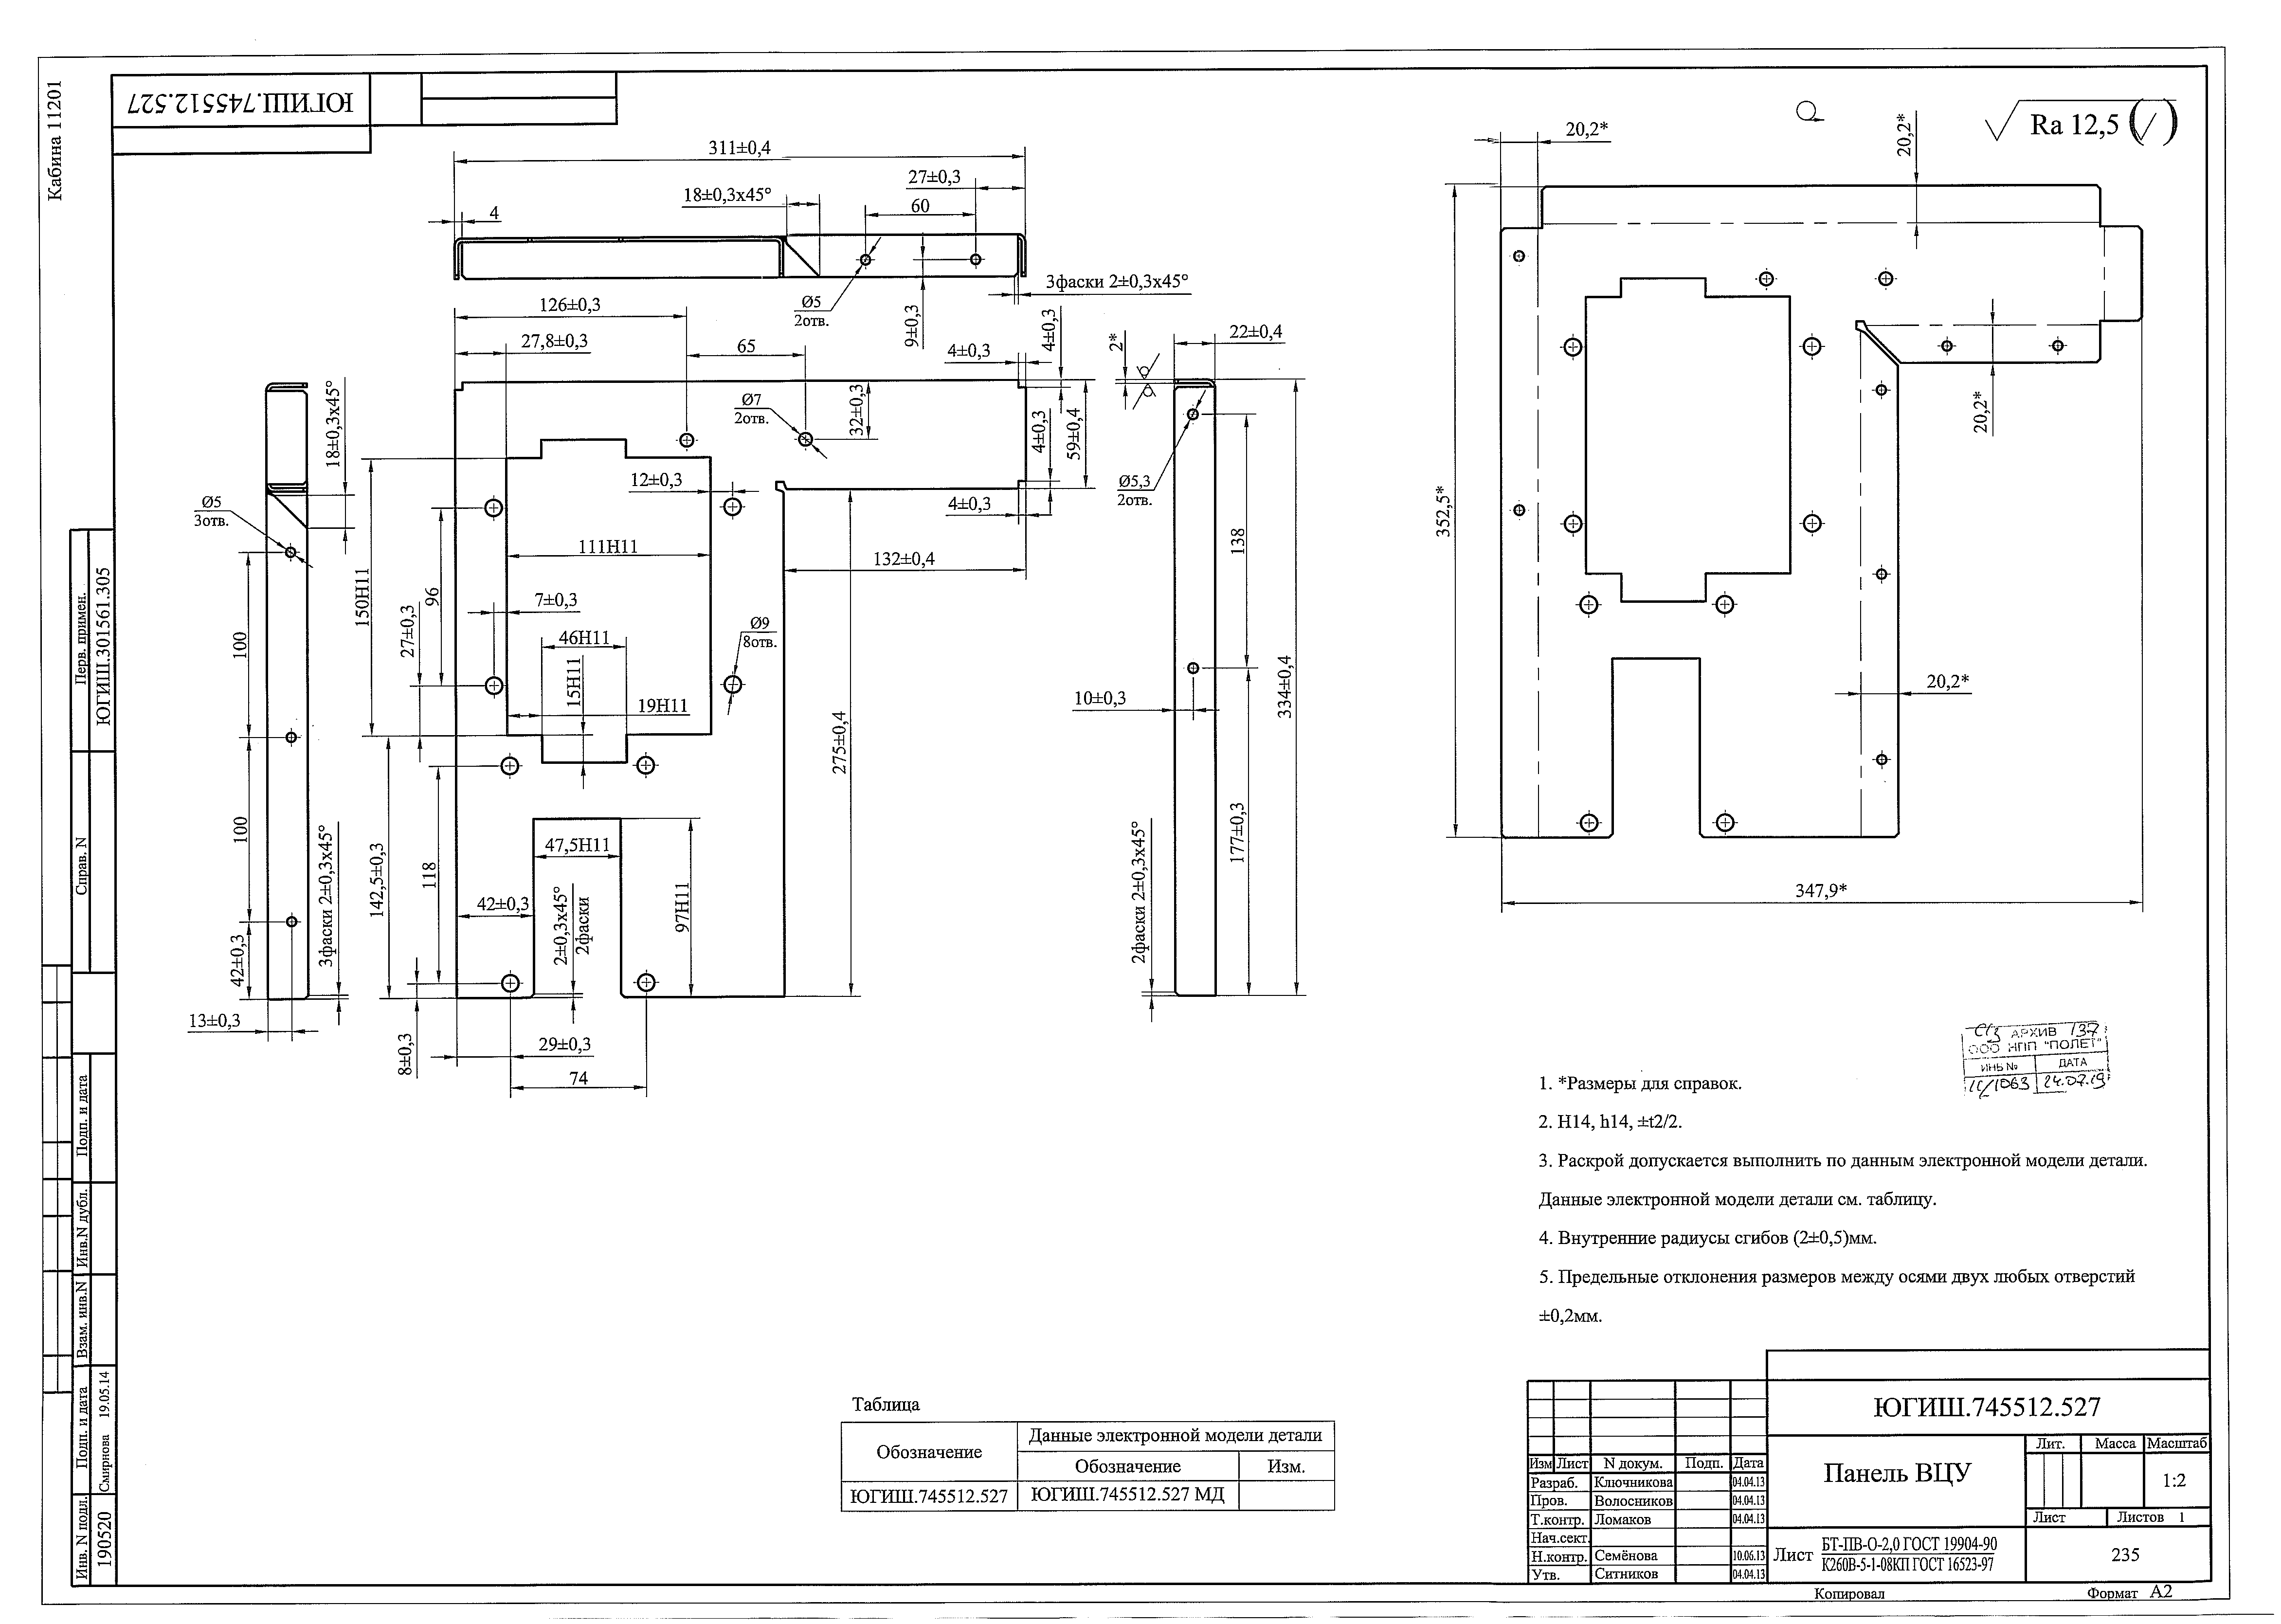 Кабина 11201
ЮГИШ.745512.527
Ra 12,5 (√)
311±0,4
27±0,3
18±0,3x45°
60
4
Ø5
2отв.
9±0,3
3фаски 2±0,3x45°
20,2*
20,2*
126±0,3
27,8±0,3
65
4±0,3
4±0,3
2*
22±0,4
Ø7
2отв.
32±0,3
4±0,3
59±0,4
18±0,3x45°
12±0,3
4±0,3
Ø5,3
2отв.
Ø5
3отв.
138
352,5*
20,2*
111H11
132±0,4
150H11
96
7±0,3
27±0,3
46H11
Ø9
8отв.
15H11
19H11
100
100
10±0,3
334±0,4
20,2*
275±0,4
47,5H11
118
142,5±0,3
42±0,3
2±0,3x45°
2фаски
97H11
3фаски 2±0,3x45°
42±0,3
13±0,3
2фаски 2±0,3x45°
177±0,3
347,9*
8±0,3
29±0,3
74
АРХИВ 137
ООО НПП "ПОЛЕТ"
ИНВ № ДАТА
11/1063 24.07.19
1. *Размеры для справок.
2. H14, h14, ±t2/2.
3. Раскрой допускается выполнить по данным электронной модели детали.
Данные электронной модели детали см. таблицу.
4. Внутренние радиусы сгибов (2±0,5)мм.
5. Предельные отклонения размеров между осями двух любых отверстий
±0,2мм.
Таблица
Обозначение
Данные электронной модели детали
Обозначение Изм.
ЮГИШ.745512.527 ЮГИШ.745512.527 МД
Перв. примен.
ЮГИШ.301561.305
Справ. N
Подп. и дата
Инв.N дубл.
Взам. инв.N
Подп. и дата
Смирнова 19.05.14
Инв. N подл.
190520
ЮГИШ.745512.527
Изм Лист N докум. Подп. Дата
Разраб. Ключникова 04.04.13
Пров. Волосников 04.04.13
Т.контр. Ломаков 04.04.13
Нач.сект.
Н.контр. Семёнова 10.06.13
Утв. Ситников 04.04.13
Панель ВЦУ
Лит. Масса Масштаб
1:2
Лист Листов 1
Лист БТ-ПВ-О-2,0 ГОСТ 19904-90
К260В-5-1-08КП ГОСТ 16523-97
235
Копировал
Формат А2